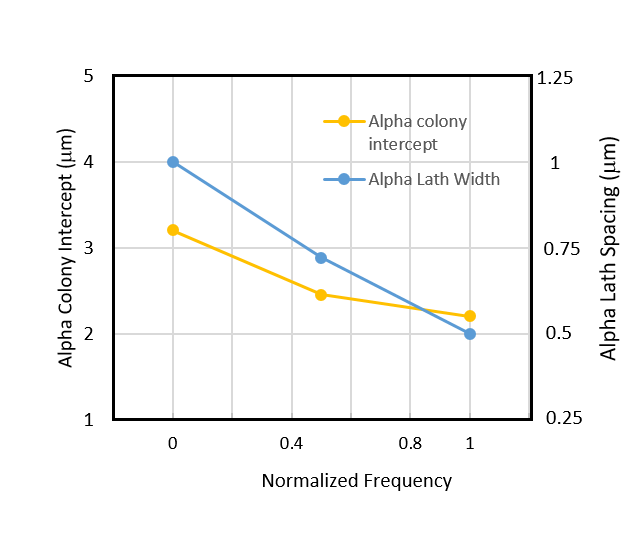 5
4
3
2
1
Alpha Colony Intercept (µm)
Alpha colony
intercept
Alpha Lath Width
1.25
1
0.75
0.5
0.25
Alpha Lath Spacing (µm)
0
0.4
0.8
1
Normalized Frequency